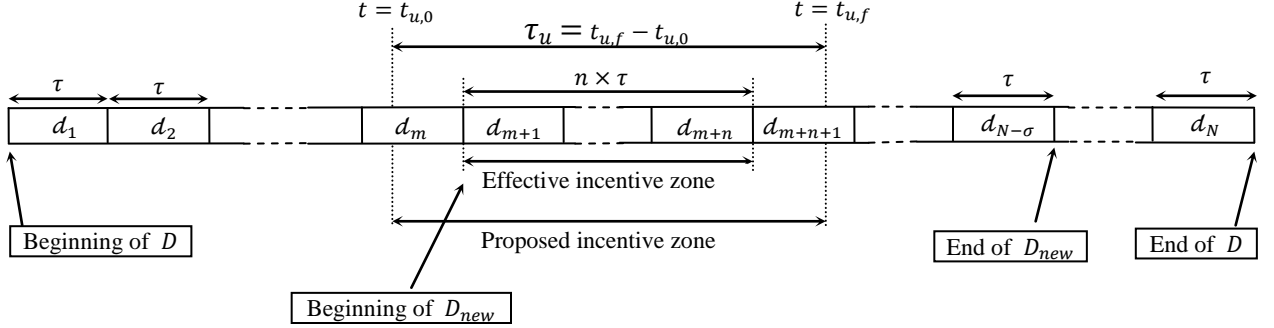 t = t_{u,0}
t = t_{u,f}
τ_u = t_{u,f} − t_{u,0}
τ
τ
n × τ
τ
τ
d_1
d_2
d_m
d_{m+1}
d_{m+n}
d_{m+n+1}
d_{N−σ}
d_N
Effective incentive zone
Proposed incentive zone
Beginning of D
End of D_{new}
End of D
Beginning of D_{new}